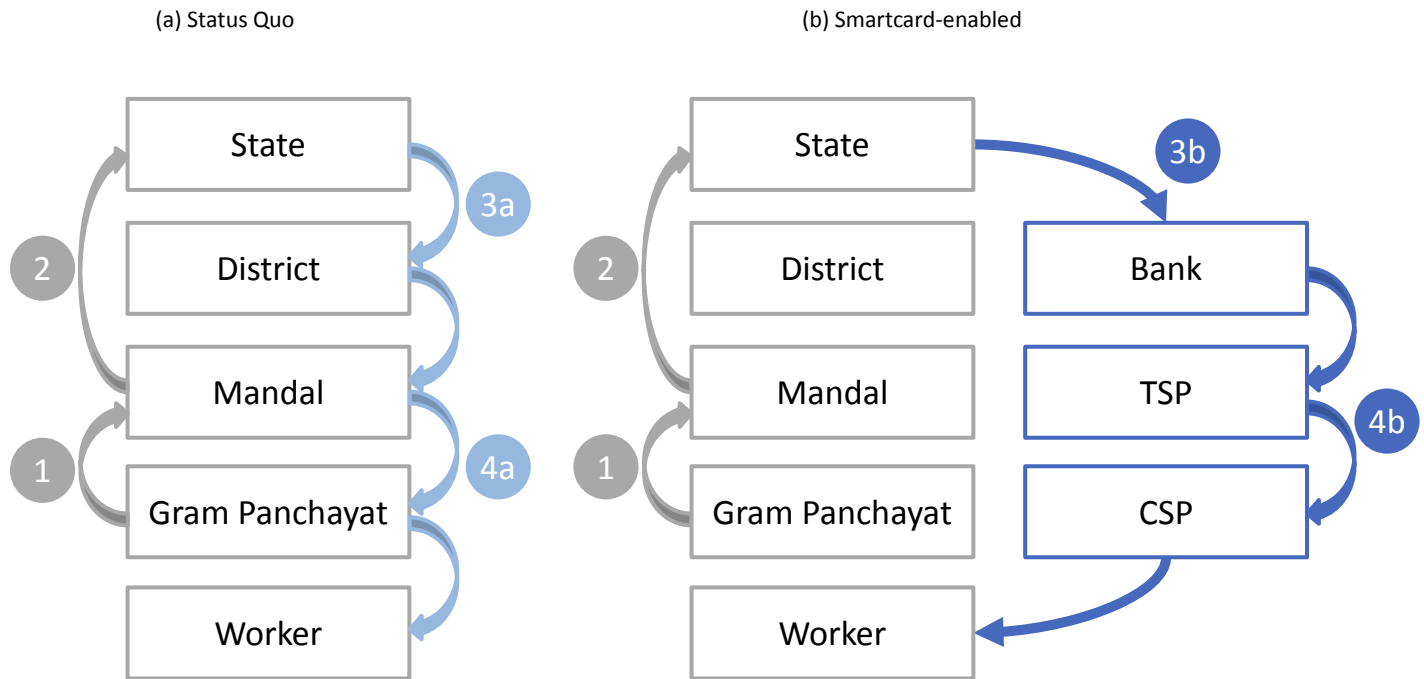 (a) Status Quo
State
District
Mandal
Gram Panchayat
Worker
1
2
3a
4a
(b) Smartcard-enabled
State
District
Mandal
Gram Panchayat
Worker
1
2
3b
Bank
TSP
CSP
4b